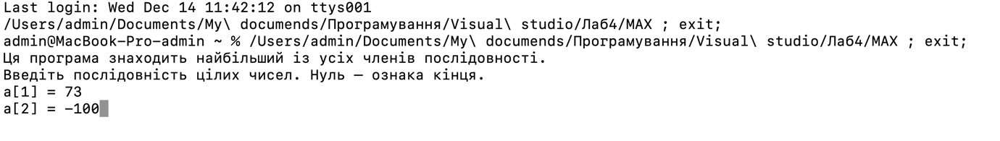 Last login: Wed Dec 14 11:42:12 on ttys001
/Users/admin/Documents/My\ documends/Програмування/Visual\ studio/Лаб4/MAX ; exit;
admin@MacBook-Pro-admin ~ % /Users/admin/Documents/My\ documends/Програмування/Visual\ studio/Лаб4/MAX ; exit;
Ця програма знаходить найбільший із усіх членів послідовності.
Введіть послідовність цілих чисел. Нуль – ознака кінця.
a[1] = 73
a[2] = -100